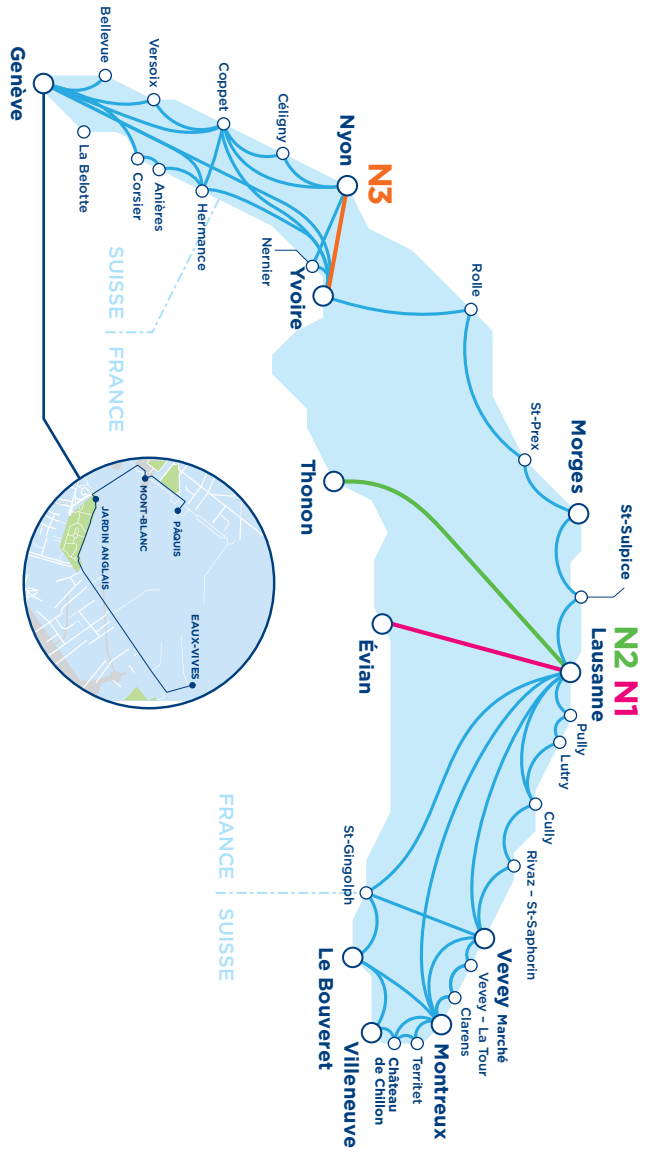 Genève
Bellevue
Versoix
Coppet
Céligny
Nyon
N3
La Belotte
Corsier
Anières
Hermance
Nernier
Yvoire
Rolle
St-Prex
Morges
St-Sulpice
Lausanne
N2 N1
Thonon
Évian
Pully
Lutry
Cully
Rivaz – St-Saphorin
Vevey Marché
Vevey – La Tour
Clarens
Montreux
Territet
Château
de Chillon
Villeneuve
Le Bouveret
St-Gingolph
SUISSE
FRANCE
FRANCE
SUISSE
PÂQUIS
MONT-BLANC
JARDIN ANGLAIS
EAUX-VIVES